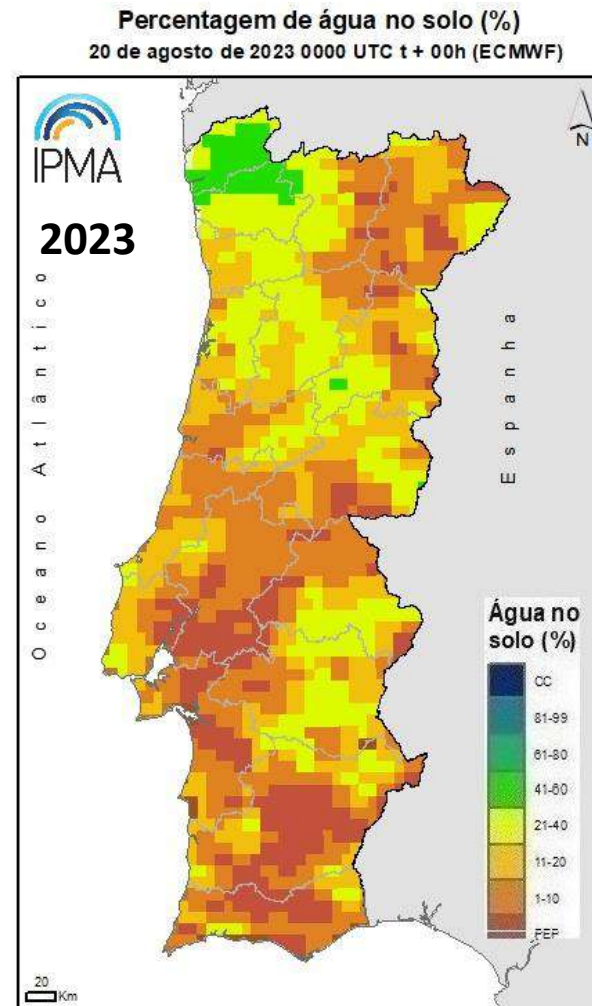 Percentagem de água no solo (%)
20 de agosto de 2023 0000 UTC t + 00h (ECMWF)
IPMA
N
2023
Oceano Atlântico
Espanha
Água no
solo (%)
CC
81-99
61-80
41-60
21-40
11-20
1-10
PEP
20
Km